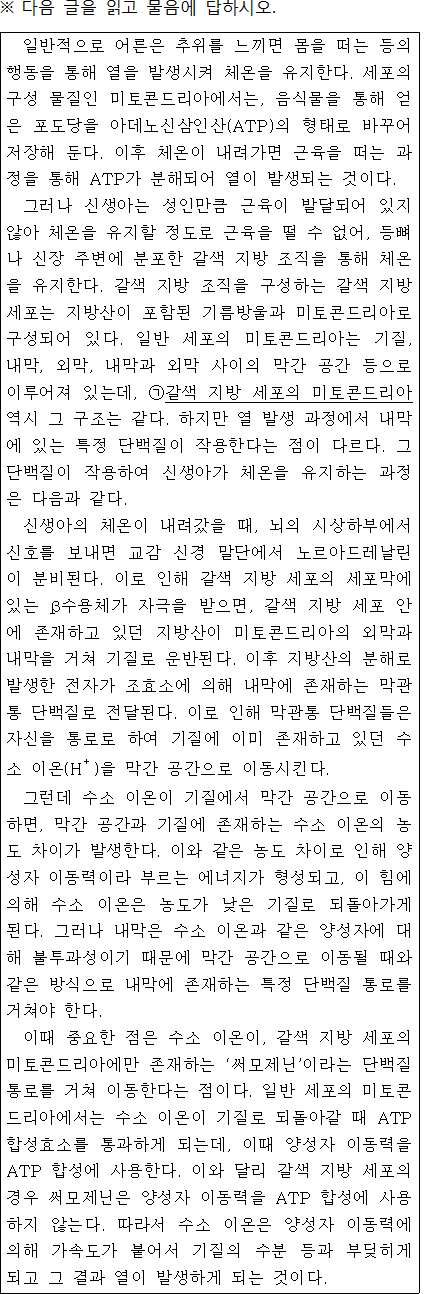 ※ 다음 글을 읽고 물음에 답하시오.
일반적으로 어른은 추위를 느끼면 몸을 떠는 등의
행동을 통해 열을 발생시켜 체온을 유지한다. 세포의
구성 물질인 미토콘드리아에서는, 음식물을 통해 얻
은 포도당을 아데노신삼인산(ATP)의 형태로 바꾸어
저장해 둔다. 이후 체온이 내려가면 근육을 떠는 과
정을 통해 ATP가 분해되어 열이 발생되는 것이다.
그러나 신생아는 성인만큼 근육이 발달되어 있지
않아 체온을 유지할 정도로 근육을 떨 수 없어, 등뼈
나 신장 주변에 분포한 갈색 지방 조직을 통해 체온
을 유지한다. 갈색 지방 조직을 구성하는 갈색 지방
세포는 지방산이 포함된 기름방울과 미토콘드리아로
구성되어 있다. 일반 세포의 미토콘드리아는 기질,
내막, 외막, 내막과 외막 사이의 막간 공간 등으로
이루어져 있는데, ㉠갈색 지방 세포의 미토콘드리아
역시 그 구조는 같다. 하지만 열 발생 과정에서 내막
에 있는 특정 단백질이 작용한다는 점이 다르다. 그
단백질이 작용하여 신생아가 체온을 유지하는 과정
은 다음과 같다.
신생아의 체온이 내려갔을 때, 뇌의 시상하부에서
신호를 보내면 교감 신경 말단에서 노르아드레날린
이 분비된다. 이로 인해 갈색 지방 세포의 세포막에
있는 β수용체가 자극을 받으면, 갈색 지방 세포 안
에 존재하고 있던 지방산이 미토콘드리아의 외막과
내막을 거쳐 기질로 운반된다. 이후 지방산의 분해로
발생한 전자가 조효소에 의해 내막에 존재하는 막관
통 단백질로 전달된다. 이로 인해 막관통 단백질들은
자신을 통로로 하여 기질에 이미 존재하고 있던 수
소 이온(H⁺)을 막간 공간으로 이동시킨다.
그런데 수소 이온이 기질에서 막간 공간으로 이동
하면, 막간 공간과 기질에 존재하는 수소 이온의 농
도 차이가 발생한다. 이와 같은 농도 차이로 인해 양
성자 이동력이라 부르는 에너지가 형성되고, 이 힘에
의해 수소 이온은 농도가 낮은 기질로 되돌아가게
된다. 그러나 내막은 수소 이온과 같은 양성자에 대
해 불투과성이기 때문에 막간 공간으로 이동될 때와
같은 방식으로 내막에 존재하는 특정 단백질 통로를
거쳐야 한다.
이때 중요한 점은 수소 이온이, 갈색 지방 세포의
미토콘드리아에만 존재하는 ‘써모제닌’이라는 단백질
통로를 거쳐 이동한다는 점이다. 일반 세포의 미토콘
드리아에서는 수소 이온이 기질로 되돌아갈 때 ATP
합성효소를 통과하게 되는데, 이때 양성자 이동력을
ATP 합성에 사용한다. 이와 달리 갈색 지방 세포의
경우 써모제닌은 양성자 이동력을 ATP 합성에 사용
하지 않는다. 따라서 수소 이온은 양성자 이동력에
의해 가속도가 붙어서 기질의 수분 등과 부딪히게
되고 그 결과 열이 발생하게 되는 것이다.